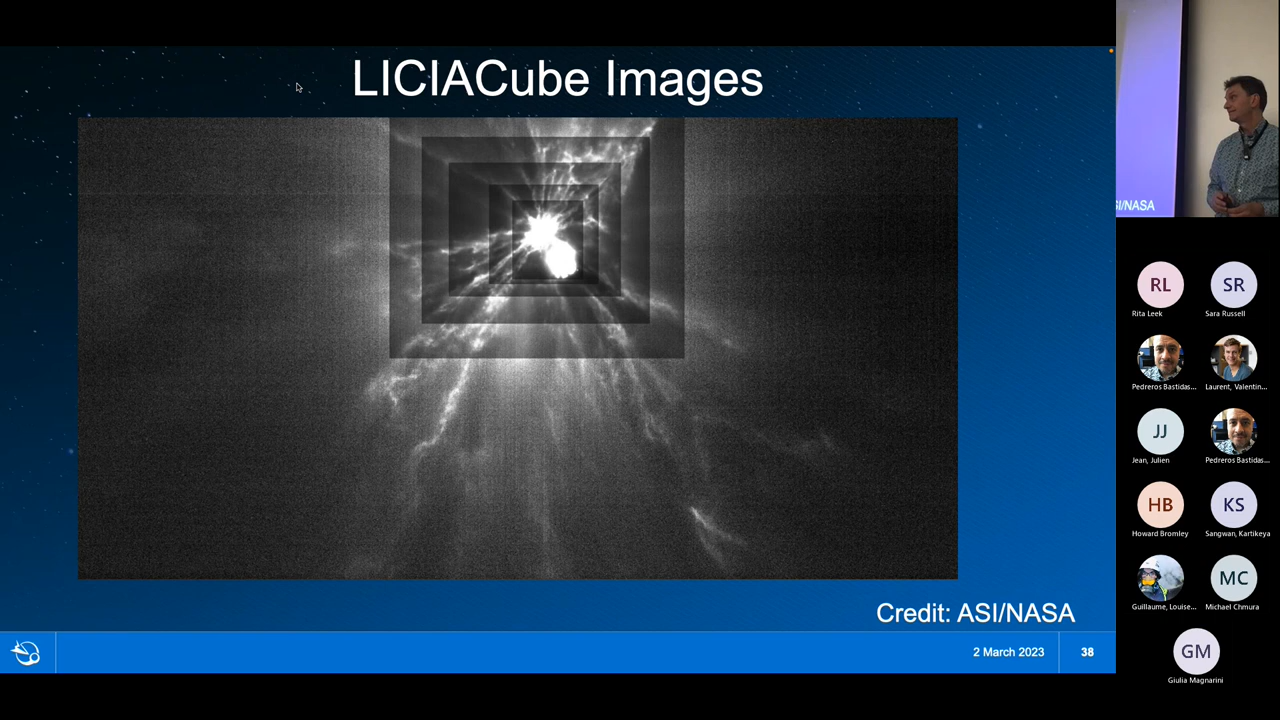 LICIACube Images
Credit: ASI/NASA
2 March 2023
38
SI/NASA
RL
Rita Leek
SR
Sara Russell
Pedreros Bastidas...
Laurent, Valentin...
JJ
Jean, Julien
Pedreros Bastidas...
HB
Howard Bromley
KS
Sangwan, Kartikeya
Guillaume, Louise...
MC
Michael Chmura
GM
Giulia Magnarini